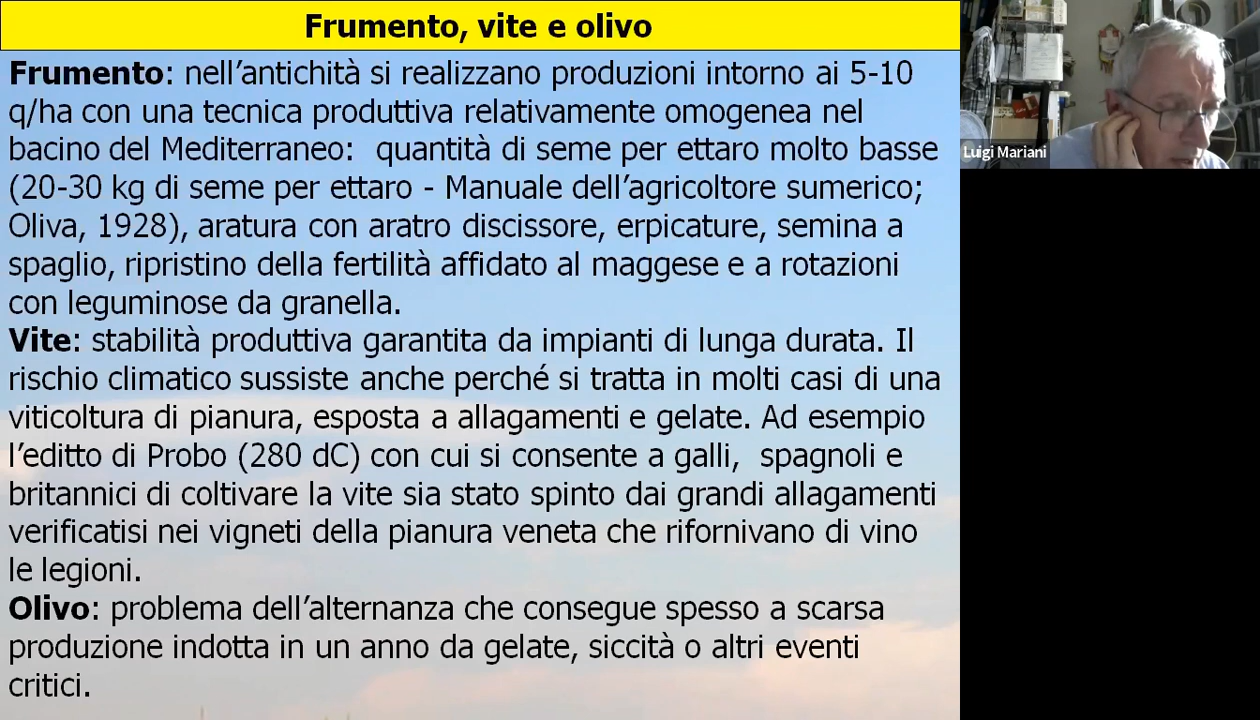 Frumento, vite e olivo
Frumento: nell’antichità si realizzano produzioni intorno ai 5-10
q/ha con una tecnica produttiva relativamente omogenea nel
bacino del Mediterraneo:  quantità di seme per ettaro molto basse
(20-30 kg di seme per ettaro - Manuale dell’agricoltore sumerico;
Oliva, 1928), aratura con aratro discissore, erpicature, semina a
spaglio, ripristino della fertilità affidato al maggese e a rotazioni
con leguminose da granella.
Vite: stabilità produttiva garantita da impianti di lunga durata. Il
rischio climatico sussiste anche perché si tratta in molti casi di una
viticoltura di pianura, esposta a allagamenti e gelate. Ad esempio
l’editto di Probo (280 dC) con cui si consente a galli,  spagnoli e
britannici di coltivare la vite sia stato spinto dai grandi allagamenti
verificatisi nei vigneti della pianura veneta che rifornivano di vino
le legioni.
Olivo: problema dell’alternanza che consegue spesso a scarsa
produzione indotta in un anno da gelate, siccità o altri eventi
critici.
Luigi Mariani